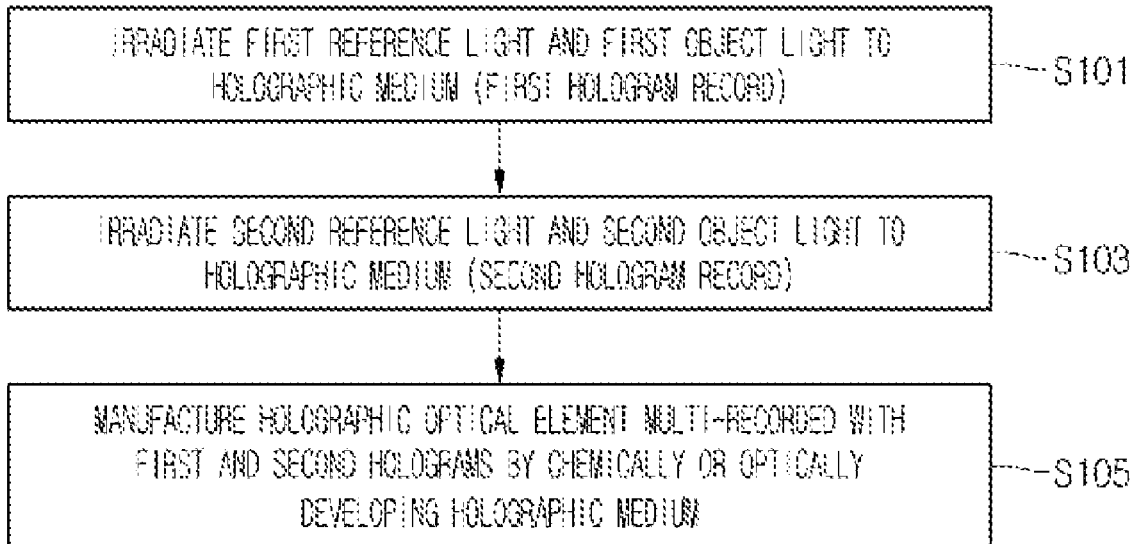 IRRADIATE FIRST REFERENCE LIGHT AND FIRST OBJECT LIGHT TO
HOLOGRAPHIC MEDIUM (FIRST HOLOGRAM RECORD)
S101
IRRADIATE SECOND REFERENCE LIGHT AND SECOND OBJECT LIGHT TO
HOLOGRAPHIC MEDIUM (SECOND HOLOGRAM RECORD)
S103
MANUFACTURE HOLOGRAPHIC OPTICAL ELEMENT MULTI-RECORDED WITH
FIRST AND SECOND HOLOGRAMS BY CHEMICALLY OR OPTICALLY
DEVELOPING HOLOGRAPHIC MEDIUM
S105